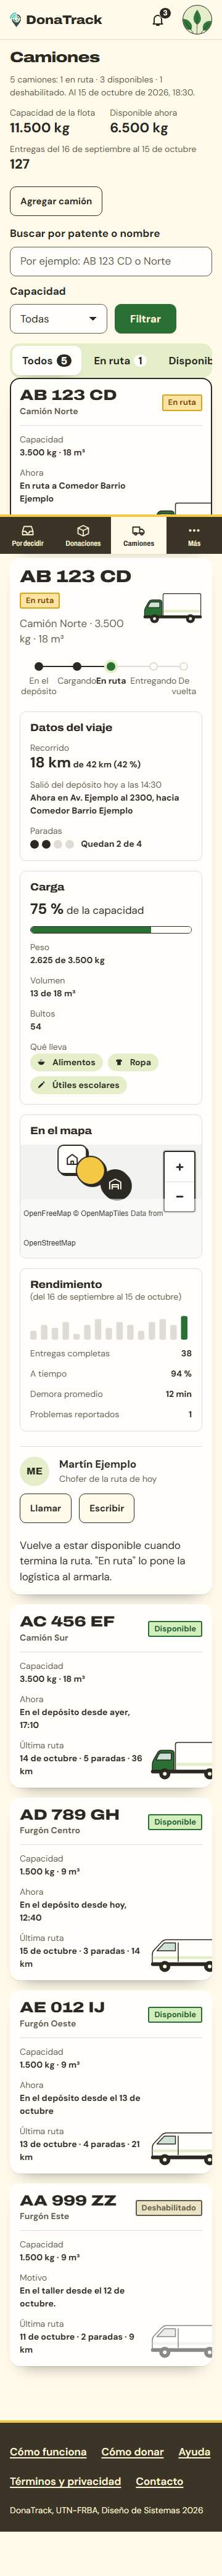 DonaTrack
3
Camiones
5 camiones: 1 en ruta · 3 disponibles · 1
deshabilitado. Al 15 de octubre de 2026, 18:30.
Capacidad de la flota
11.500 kg
Disponible ahora
6.500 kg
Entregas del 16 de septiembre al 15 de octubre
127
Agregar camión
Buscar por patente o nombre
Por ejemplo: AB 123 CD o Norte
Capacidad
Todas
Filtrar
Todos 5
En ruta 1
Disponib
AB 123 CD
En ruta
Camión Norte
Capacidad
3.500 kg · 18 m³
Ahora
En ruta a Comedor Barrio
Ejemplo
Por decidir
Donaciones
Camiones
Más
AB 123 CD
En ruta
Camión Norte · 3.500
kg · 18 m³
En el
depósito
Cargando
En ruta
Entregando
De
vuelta
Datos del viaje
Recorrido
18 km de 42 km (42 %)
Salió del depósito hoy a las 14:30
Ahora en Av. Ejemplo al 2300, hacia
Comedor Barrio Ejemplo
Paradas
Quedan 2 de 4
Carga
75 % de la capacidad
Peso
2.625 de 3.500 kg
Volumen
13 de 18 m³
Bultos
54
Qué lleva
Alimentos
Ropa
Útiles escolares
En el mapa
+
−
OpenFreeMap © OpenMapTiles Data from
OpenStreetMap
Rendimiento
(del 16 de septiembre al 15 de octubre)
Entregas completas 38
A tiempo 94 %
Demora promedio 12 min
Problemas reportados 1
ME
Martín Ejemplo
Chofer de la ruta de hoy
Llamar
Escribir
Vuelve a estar disponible cuando
termina la ruta. "En ruta" lo pone la
logística al armarla.
AC 456 EF
Disponible
Camión Sur
Capacidad
3.500 kg · 18 m³
Ahora
En el depósito desde ayer,
17:10
Última ruta
14 de octubre · 5 paradas · 36
km
AD 789 GH
Disponible
Furgón Centro
Capacidad
1.500 kg · 9 m³
Ahora
En el depósito desde hoy,
12:40
Última ruta
15 de octubre · 3 paradas · 14
km
AE 012 IJ
Disponible
Furgón Oeste
Capacidad
1.500 kg · 9 m³
Ahora
En el depósito desde el 13 de
octubre
Última ruta
13 de octubre · 4 paradas · 21
km
AA 999 ZZ
Deshabilitado
Furgón Este
Capacidad
1.500 kg · 9 m³
Motivo
En el taller desde el 12 de
octubre.
Última ruta
11 de octubre · 2 paradas · 9
km
Cómo funciona
Cómo donar
Ayuda
Términos y privacidad
Contacto
DonaTrack, UTN-FRBA, Diseño de Sistemas 2026